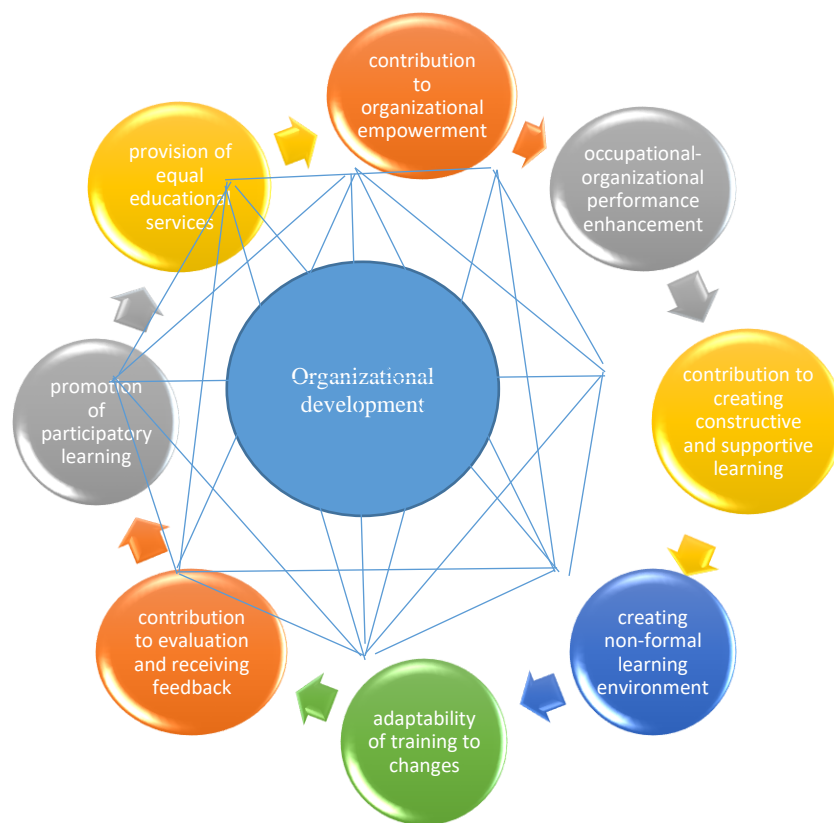 contribution
to
organizational
empowerment
occupational-
organizational
performance
enhancement
contribution to
creating
constructive
and supportive
learning
creating
non-formal
learning
environment
adaptability
of training to
changes
contribution
to evaluation
and receiving
feedback
promotion
of
participatory
learning
provision of
equal
educational
services
Organizational
development